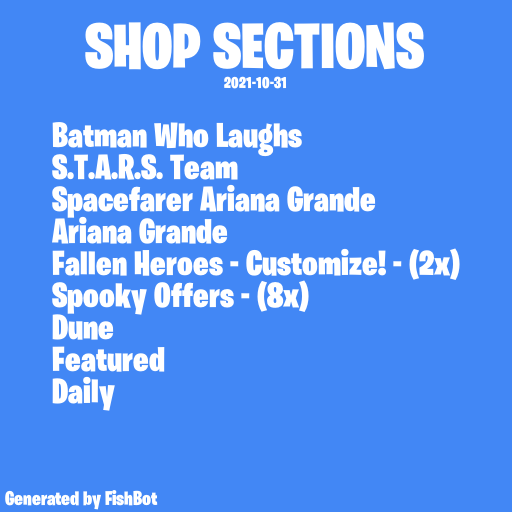 SHOP SECTIONS
2021-10-31
Batman Who Laughs
S.T.A.R.S. Team
Spacefarer Ariana Grande
Ariana Grande
Fallen Heroes - Customize! - (2x)
Spooky Offers - (8x)
Dune
Featured
Daily
Generated by FishBot